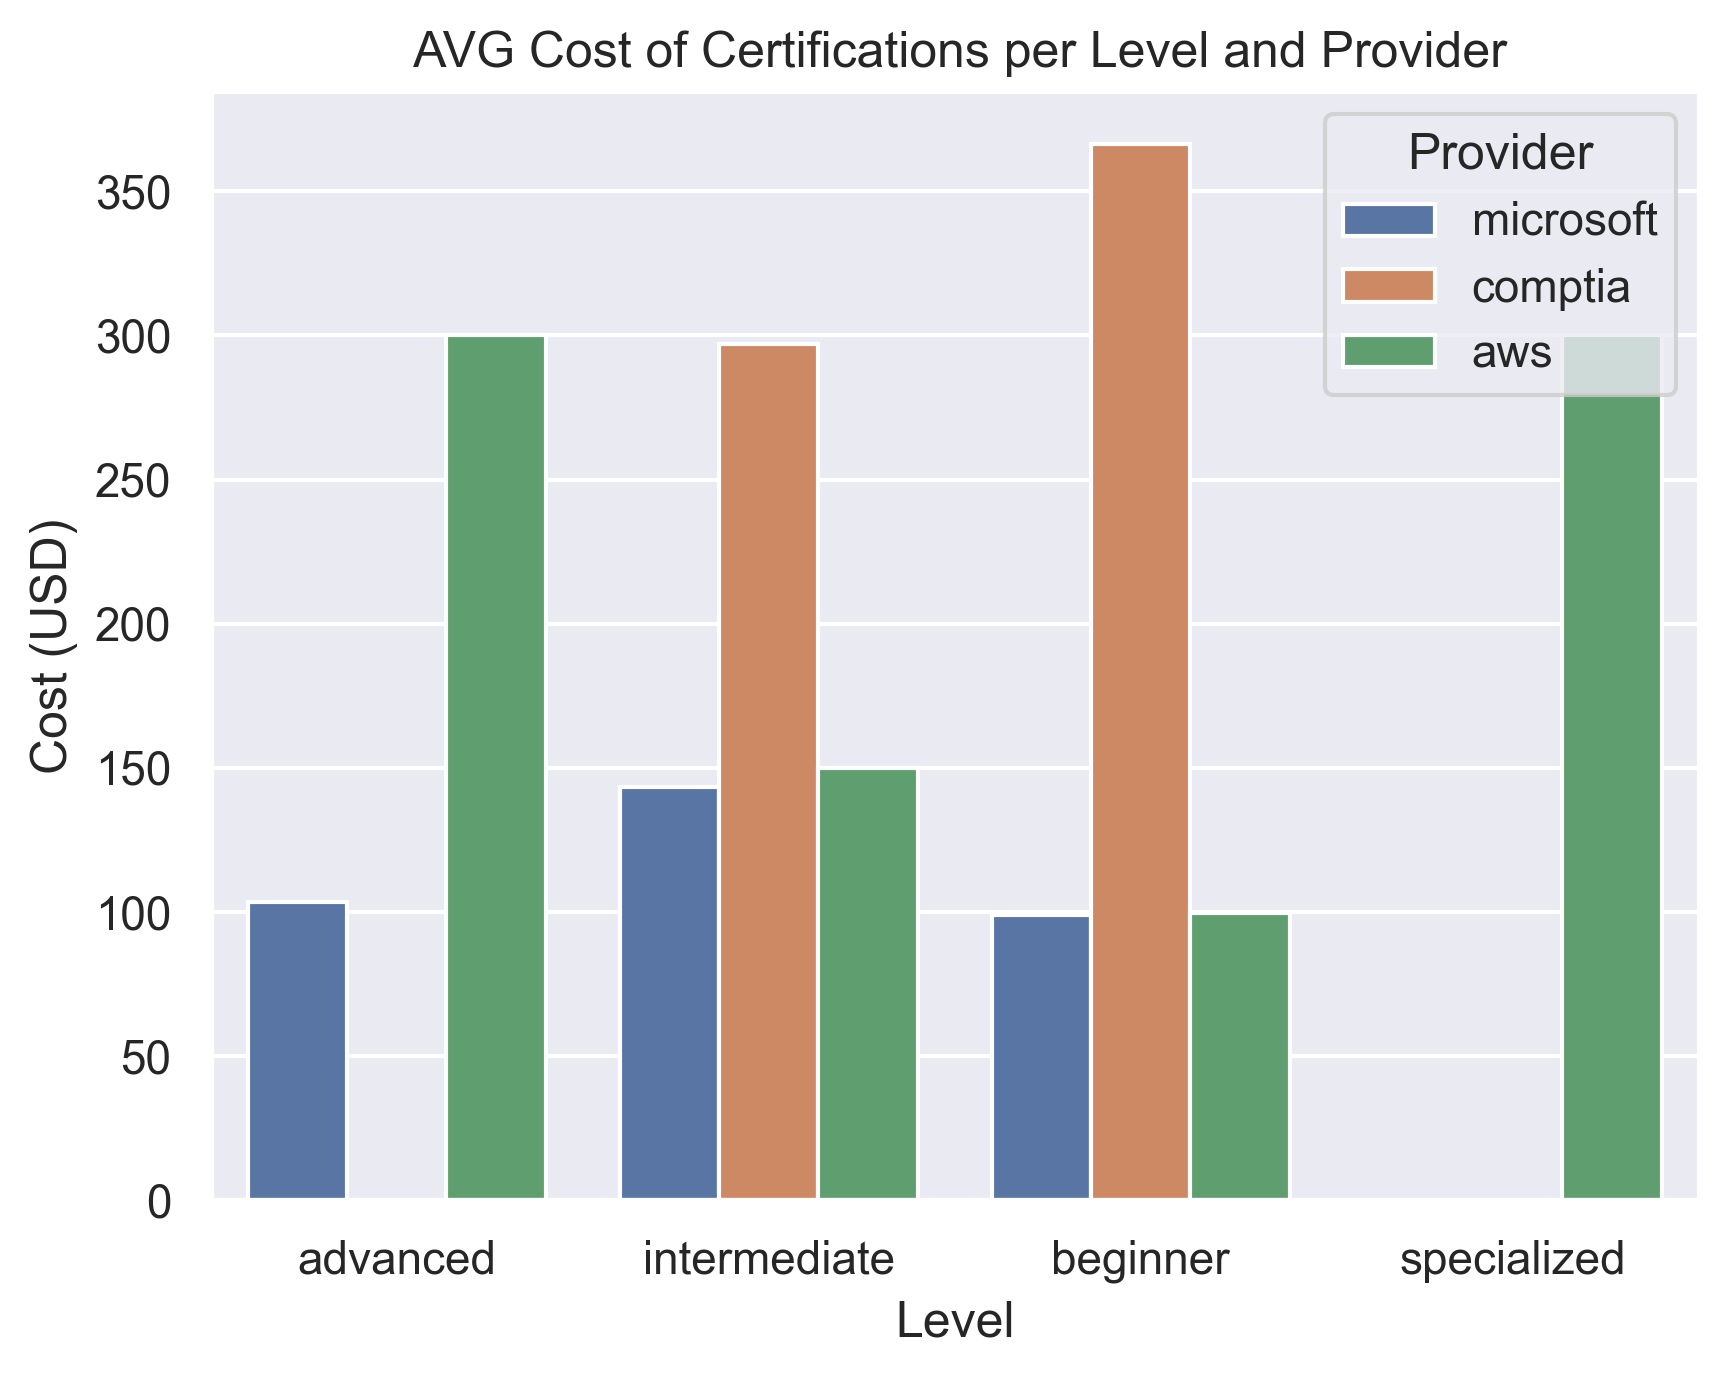 AVG Cost of Certifications per Level and Provider
Provider
microsoft
comptia
aws
350
300
250
200
150
100
50
0
Cost (USD)
advanced intermediate beginner specialized
Level